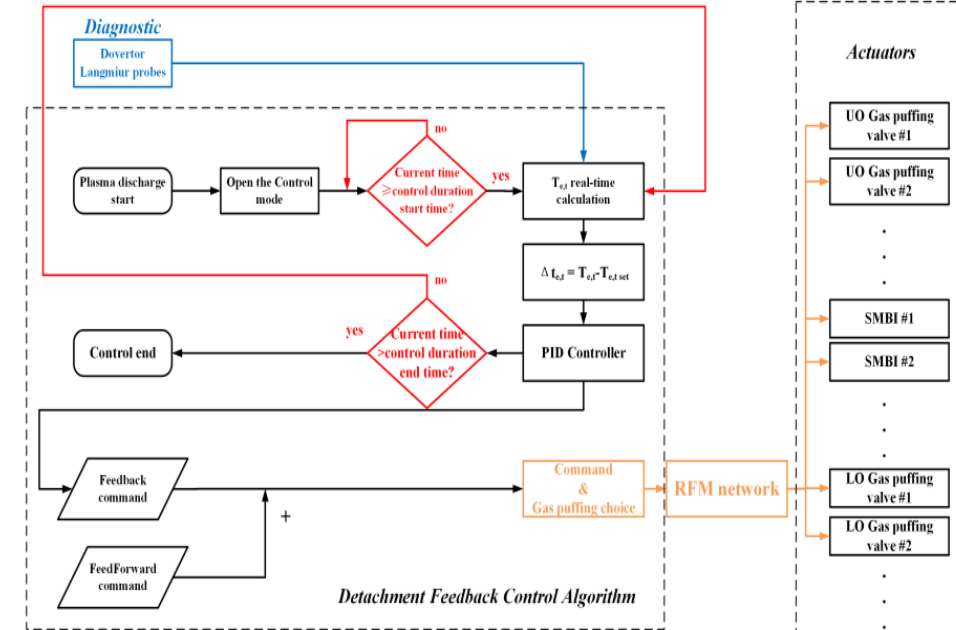 Diagnostic
Dovertor
Langmiur probes
Actuators
UO Gas puffing
valve #1
UO Gas puffing
valve #2
no
Plasma discharge
start
Open the Control
mode
Current time
≥control duration
start time?
yes
Te,t real-time
calculation
Δ te,t = Te,t-Te,t set
no
SMBI #1
SMBI #2
Control end
yes
Current time
>control duration
end time?
PID Controller
Feedback
command
+
FeedForward
command
Command
&
Gas puffing choice
RFM network
LO Gas puffing
valve #1
LO Gas puffing
valve #2
Detachment Feedback Control Algorithm